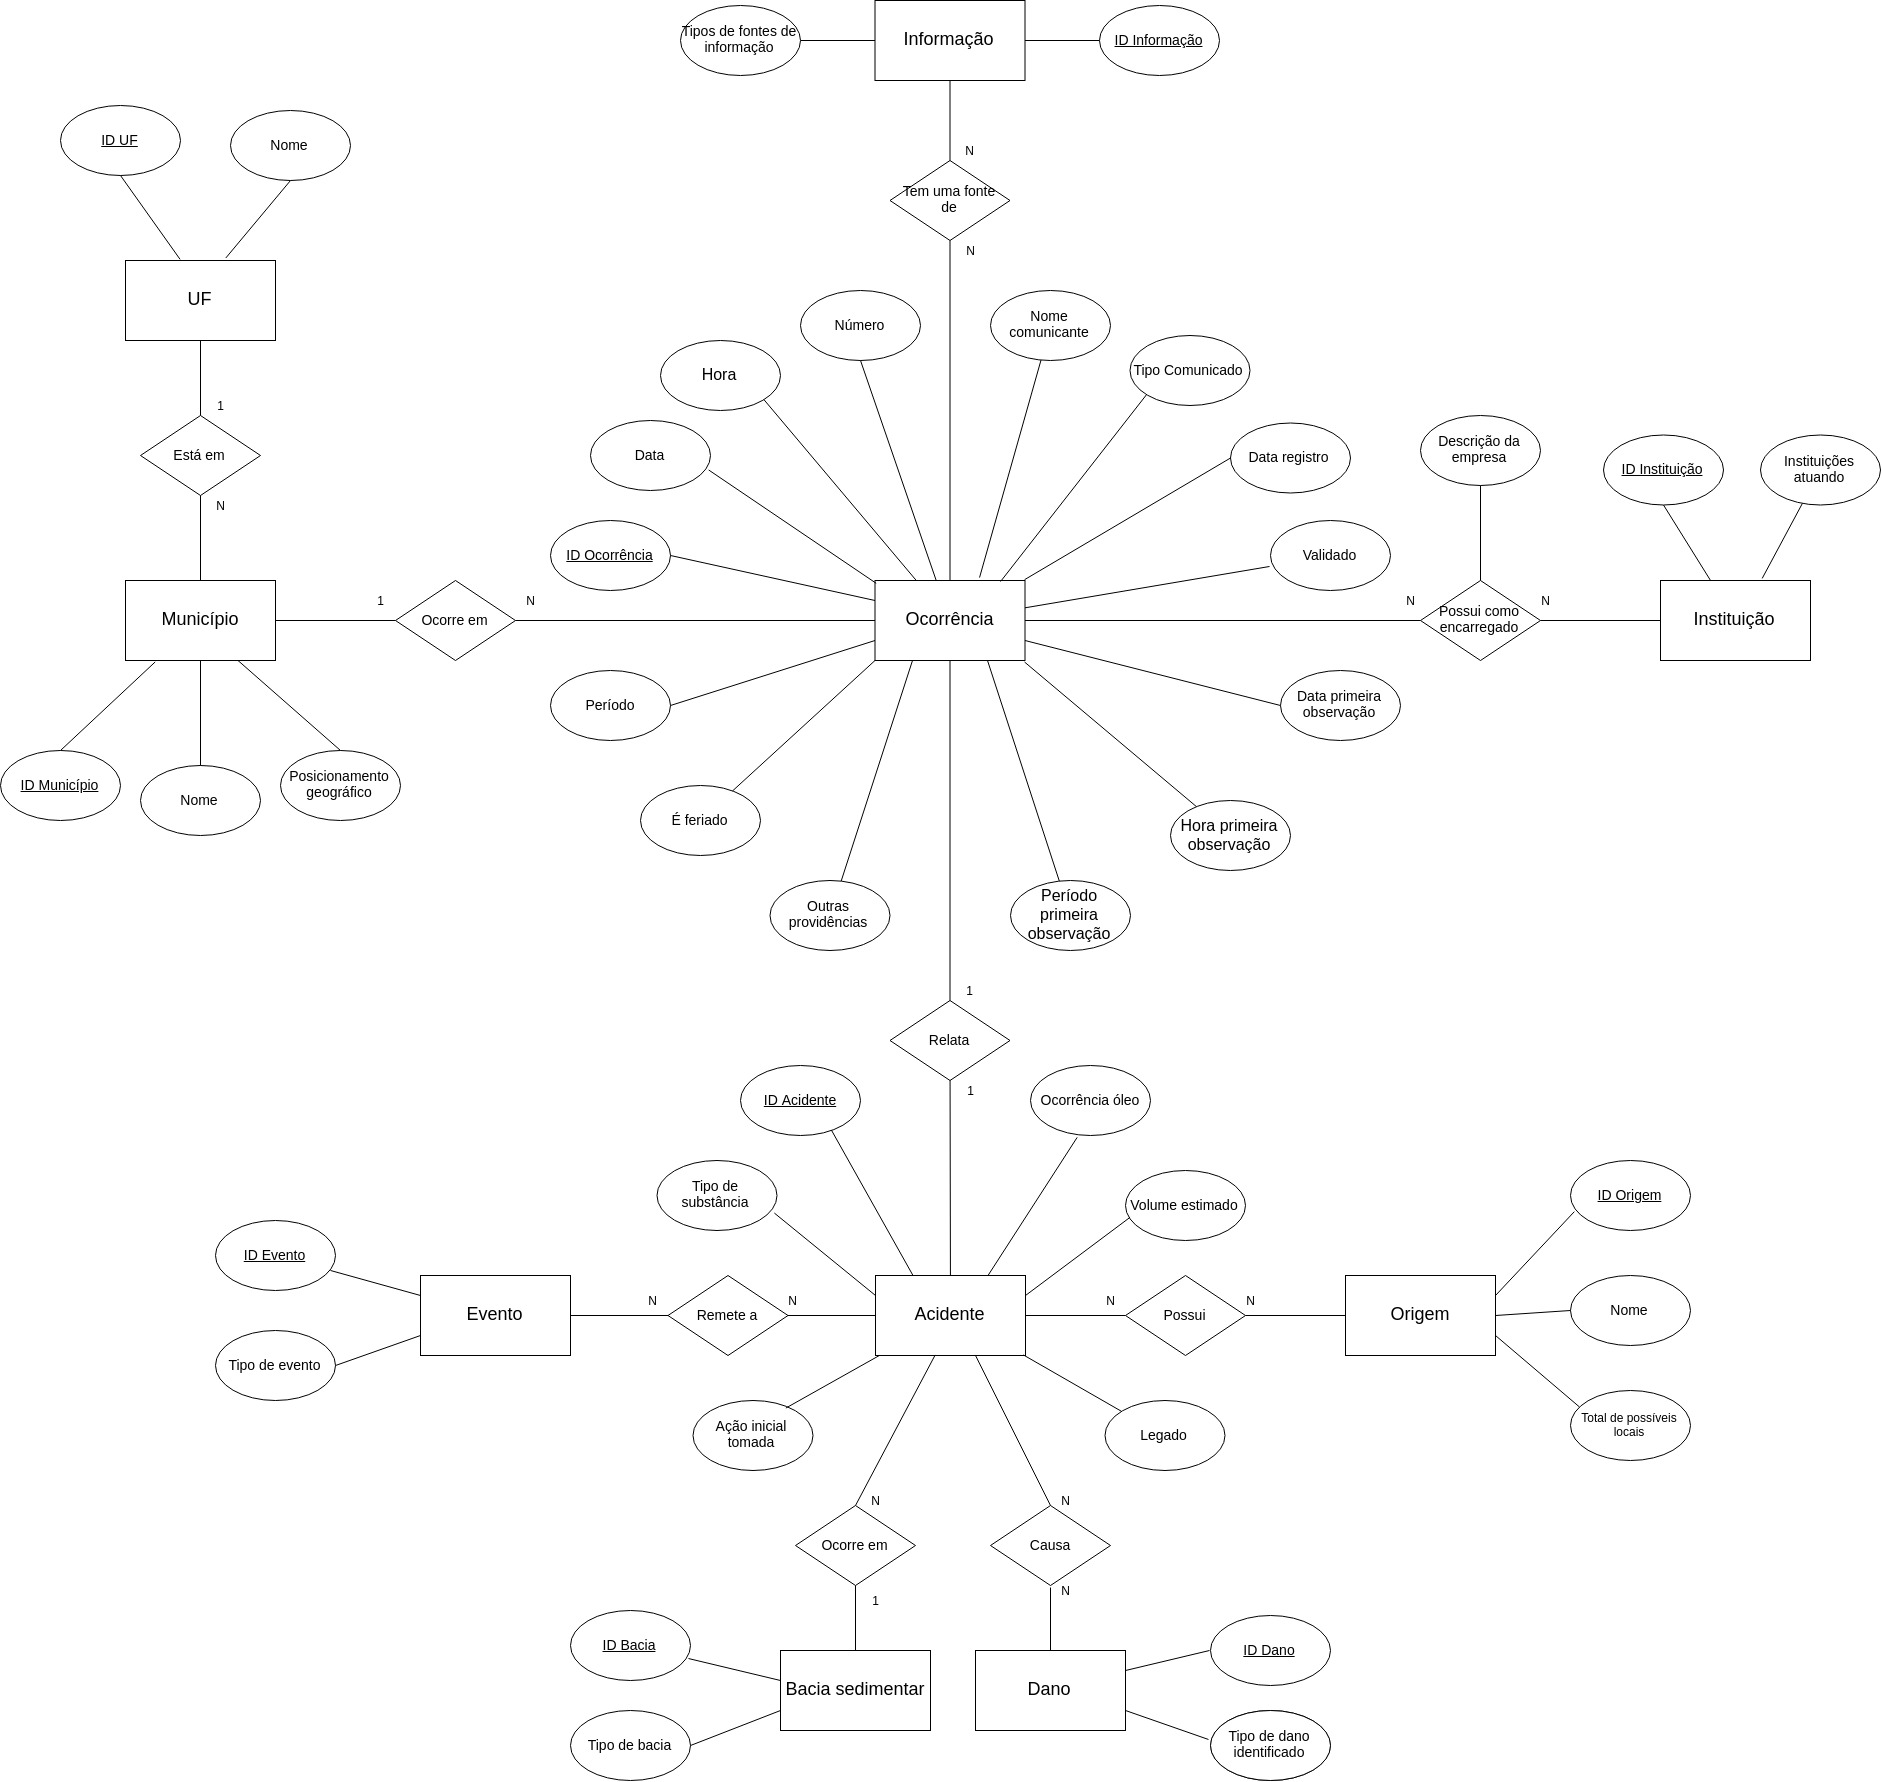 Tipos de fontes de
informação
Informação
ID Informação
ID UF
Nome
N
Tem uma fonte
de
N
UF
Número
Nome
comunicante
Hora
Tipo Comunicado
1
Data
Data registro
Descrição da
empresa
ID Instituição
Instituições
atuando
Está em
N
ID Ocorrência
Validado
Município
1
Ocorre em
N
Ocorrência
N
Possui como
encarregado
N
Instituição
Período
Data primeira
observação
ID Município
Nome
Posicionamento
geográfico
É feriado
Hora primeira
observação
Outras
providências
Período
primeira
observação
1
Relata
1
ID Acidente
Ocorrência óleo
Tipo de
substância
Volume estimado
ID Origem
ID Evento
Evento
N
Remete a
N
Acidente
N
Possui
N
Origem
Nome
Tipo de evento
Ação inicial
tomada
Legado
Total de possíveis
locais
N
N
Ocorre em
Causa
1
N
ID Bacia
ID Dano
Bacia sedimentar
Dano
Tipo de bacia
Tipo de dano
identificado